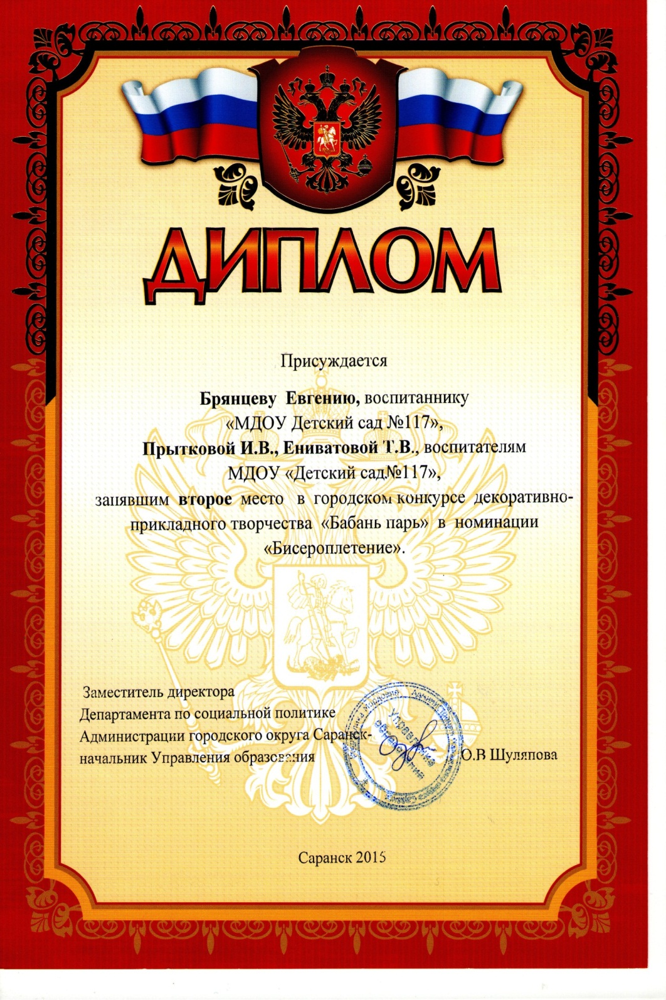 ДИПЛОМ
Присуждается
Брянцеву Евгению, воспитаннику
«МДОУ Детский сад №117»,
Прытковой И.В., Ениватовой Т.В., воспитателям
МДОУ «Детский сад№117»,
занявшим второе место в городском конкурсе декоративно-
прикладного творчества «Бабань парь» в номинации
«Бисероплетение».
Заместитель директора
Департамента по социальной политике
Администрации городского округа Саранск-
начальник Управления образования
О.В Шуляпова
Управление
образования
Саранск 2015